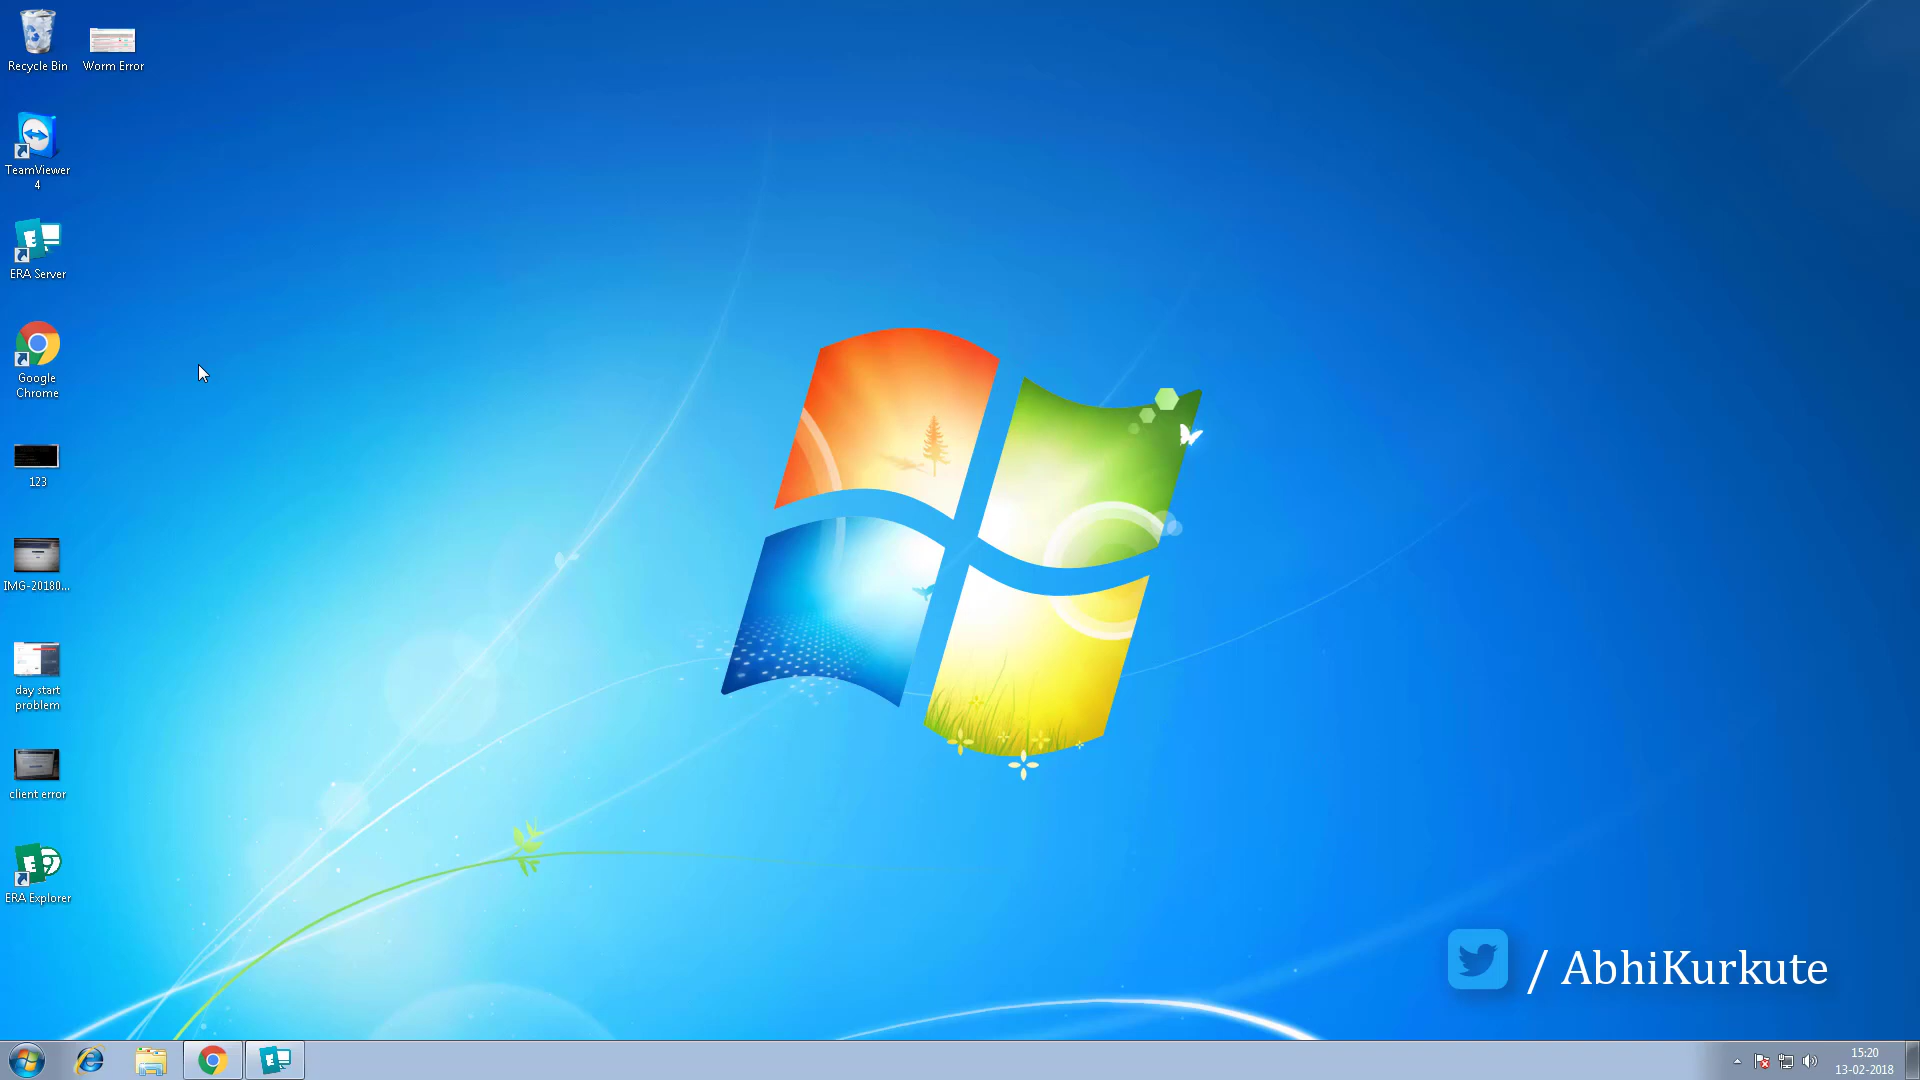 Recycle Bin
Worm Error
TeamViewer
4
ERA Server
Google
Chrome
123
IMG-20180...
day start
problem
client error
ERA Explorer
/ AbhiKurkute
15:20
13-02-2018